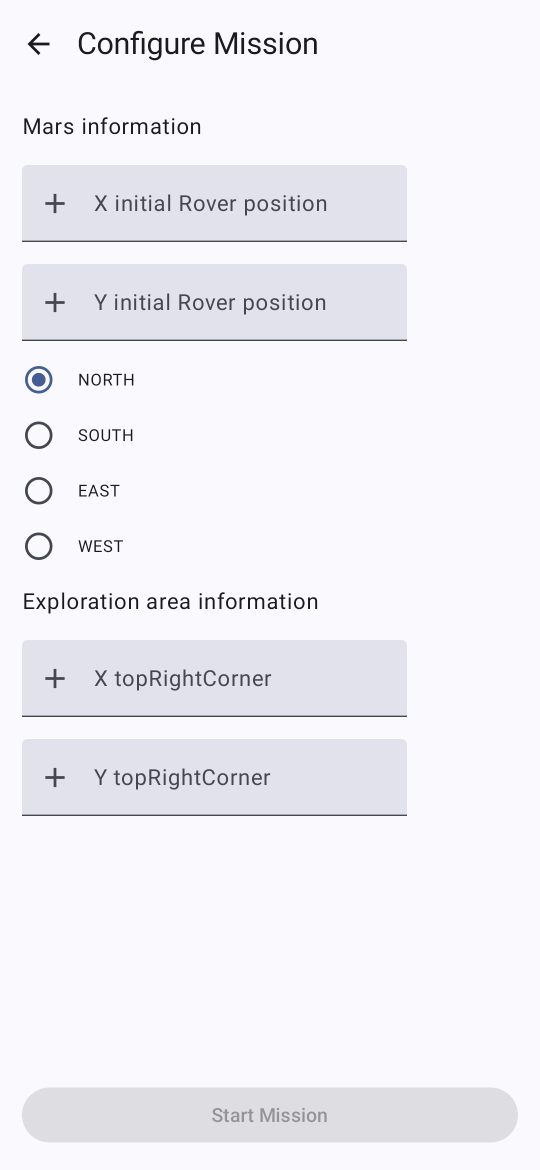 Configure Mission
Mars information
X initial Rover position
Y initial Rover position
NORTH
SOUTH
EAST
WEST
Exploration area information
X topRightCorner
Y topRightCorner
Start Mission